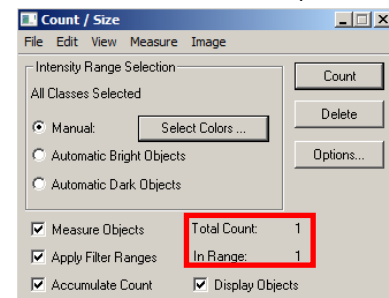 Count / Size
File Edit View Measure Image
Intensity Range Selection
All Classes Selected
Manual: Select Colors ...
Automatic Bright Objects
Automatic Dark Objects
Count
Delete
Options...
Measure Objects Total Count: 1
Apply Filter Ranges In Range: 1
Accumulate Count Display Objects